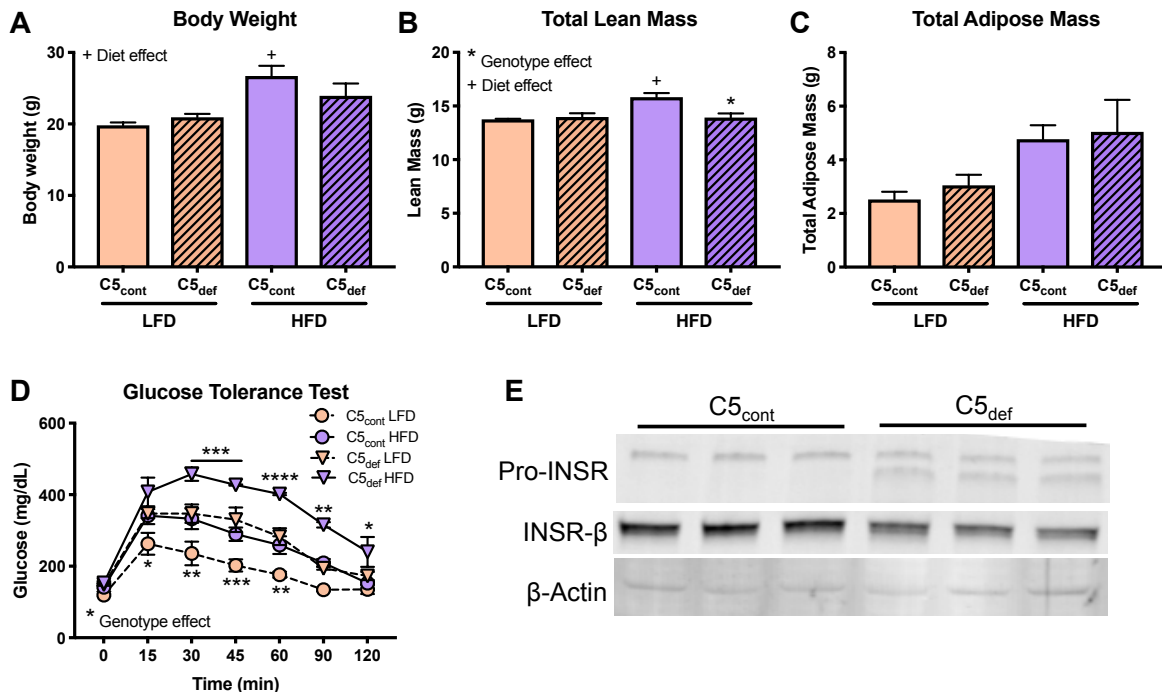 A
Body Weight
+ Diet effect
+
Body weight (g)
30
20
10
0
C5cont
C5def
C5cont
C5def
LFD
HFD
B
Total Lean Mass
* Genotype effect
+ Diet effect
+
*
Lean Mass (g)
20
15
10
5
0
C5cont
C5def
C5cont
C5def
LFD
HFD
C
Total Adipose Mass
Total Adipose Mass (g)
8
6
4
2
0
C5cont
C5def
C5cont
C5def
LFD
HFD
D
Glucose Tolerance Test
C5cont LFD
C5cont HFD
C5def LFD
C5def HFD
Glucose (mg/dL)
600
400
200
0
***
****
**
*
*
**
***
**
* Genotype effect
0 15 30 45 60 90 120
Time (min)
E
C5cont
C5def
Pro-INSR
INSR-β
β-Actin